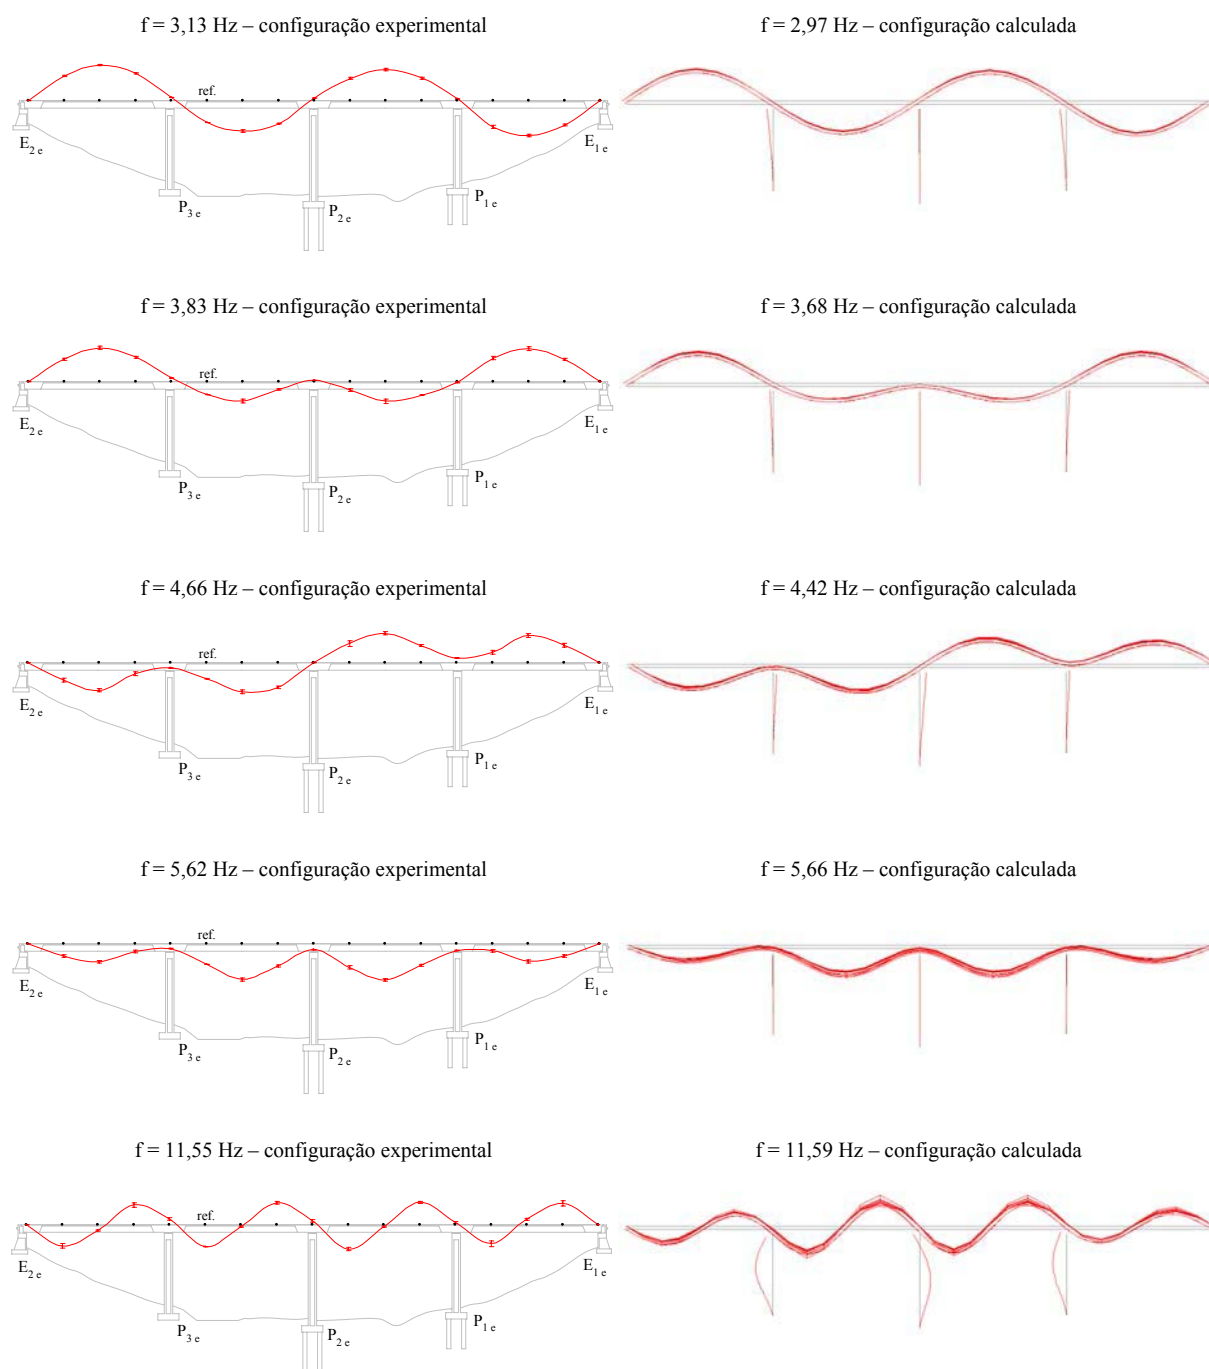 f = 3,13 Hz – configuração experimental
f = 2,97 Hz – configuração calculada
ref.
E2 e
E1 e
P3 e
P2 e
P1 e
f = 3,83 Hz – configuração experimental
f = 3,68 Hz – configuração calculada
ref.
E2 e
E1 e
P3 e
P2 e
P1 e
f = 4,66 Hz – configuração experimental
f = 4,42 Hz – configuração calculada
ref.
E2 e
E1 e
P3 e
P2 e
P1 e
f = 5,62 Hz – configuração experimental
f = 5,66 Hz – configuração calculada
ref.
E2 e
E1 e
P3 e
P2 e
P1 e
f = 11,55 Hz – configuração experimental
f = 11,59 Hz – configuração calculada
ref.
E2 e
E1 e
P3 e
P2 e
P1 e